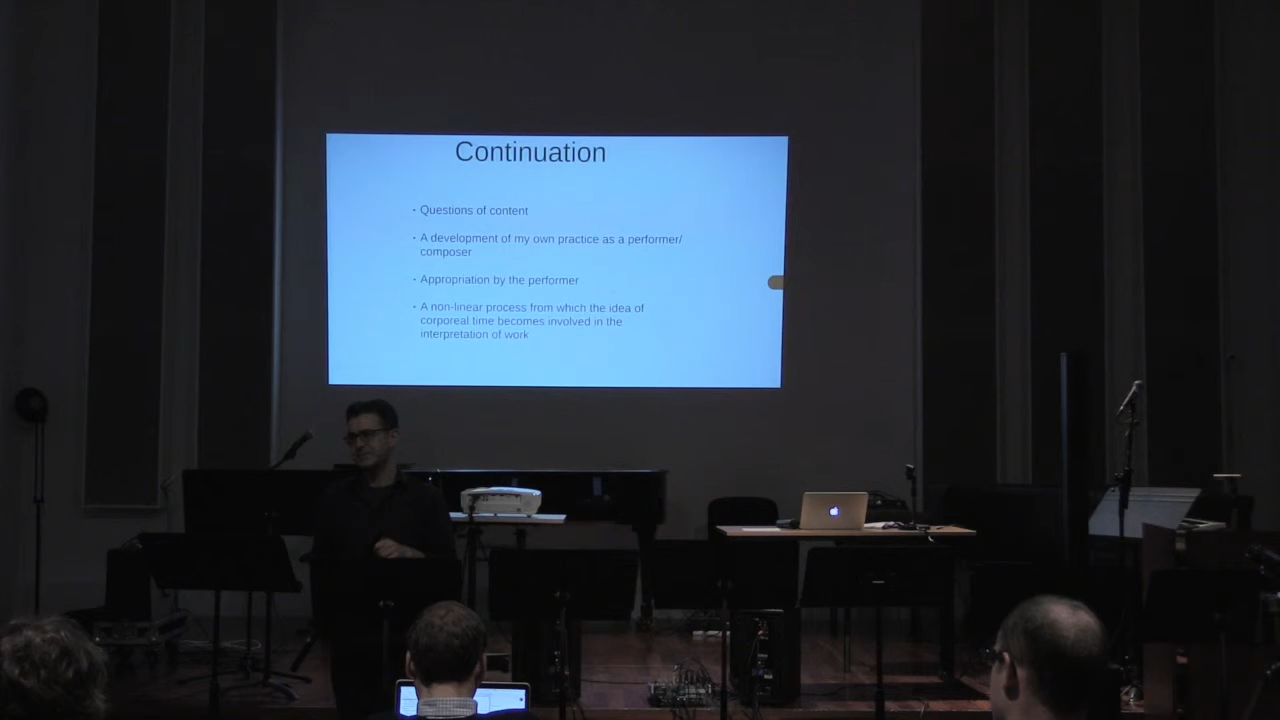 Continuation
· Questions of content
· A development of my own practice as a performer/
composer
· Appropriation by the performer
· A non-linear process from which the idea of
corporeal time becomes involved in the
interpretation of work